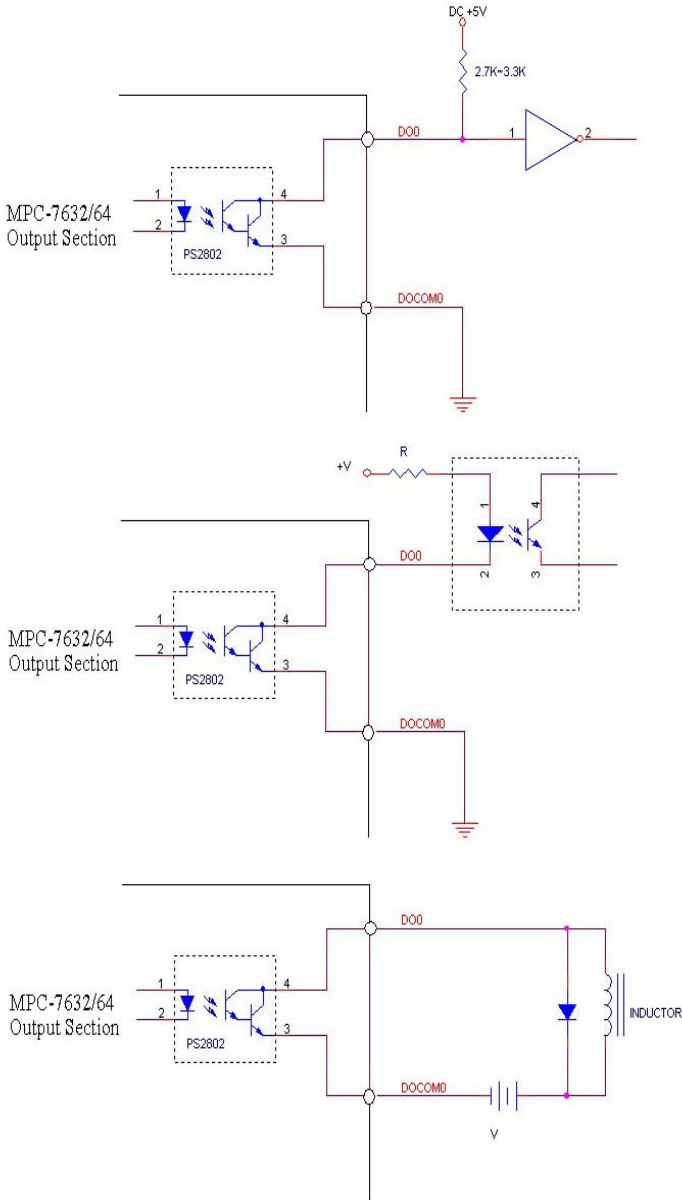 DC +5V
2.7K~3.3K
DO0
1
2
1
4
MPC-7632/64
Output Section
2
3
PS2802
DOCOM0
R
+V
1
4
DO0
2
3
1
4
MPC-7632/64
Output Section
2
3
PS2802
DOCOM0
DO0
1
4
MPC-7632/64
Output Section
2
3
PS2802
INDUCTOR
DOCOM0
V